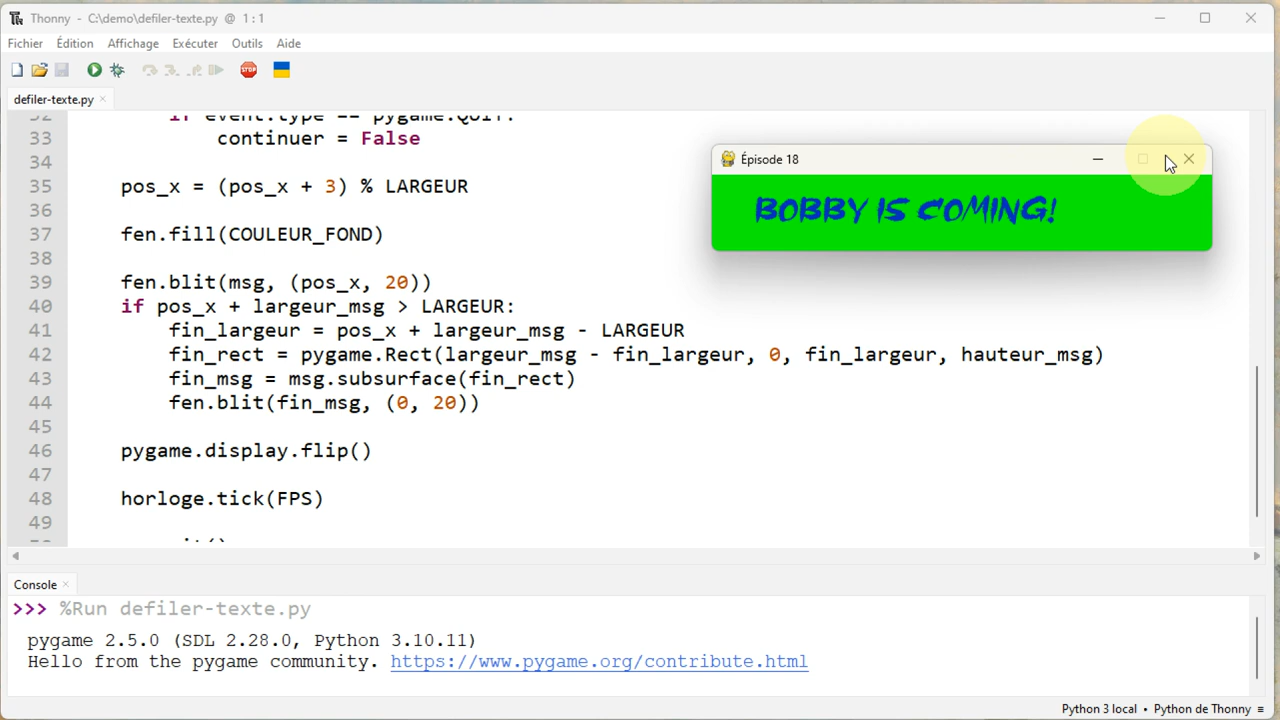 Thonny - C:\demo\defiler-texte.py @ 1 : 1
Fichier Édition Affichage Exécuter Outils Aide
STOP
defiler-texte.py
32 if event.type == pygame.QUIT:
33 continuer = False
34
35 pos_x = (pos_x + 3) % LARGEUR
36
37 fen.fill(COULEUR_FOND)
38
39 fen.blit(msg, (pos_x, 20))
40 if pos_x + largeur_msg > LARGEUR:
41 fin_largeur = pos_x + largeur_msg - LARGEUR
42 fin_rect = pygame.Rect(largeur_msg - fin_largeur, 0, fin_largeur, hauteur_msg)
43 fin_msg = msg.subsurface(fin_rect)
44 fen.blit(fin_msg, (0, 20))
45
46 pygame.display.flip()
47
48 horloge.tick(FPS)
49
Épisode 18
BOBBY IS COMING!
Console
>>> %Run defiler-texte.py
pygame 2.5.0 (SDL 2.28.0, Python 3.10.11)
Hello from the pygame community. https://www.pygame.org/contribute.html
Python 3 local • Python de Thonny ≡